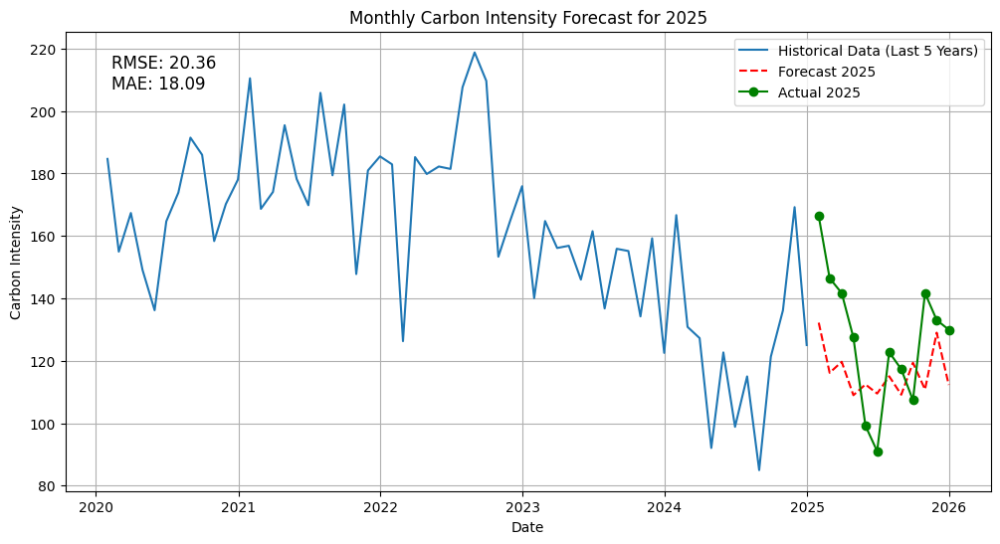 Monthly Carbon Intensity Forecast for 2025
RMSE: 20.36
MAE: 18.09
Historical Data (Last 5 Years)
Forecast 2025
Actual 2025
Carbon Intensity
220
200
180
160
140
120
100
80
2020
2021
2022
2023
2024
2025
2026
Date